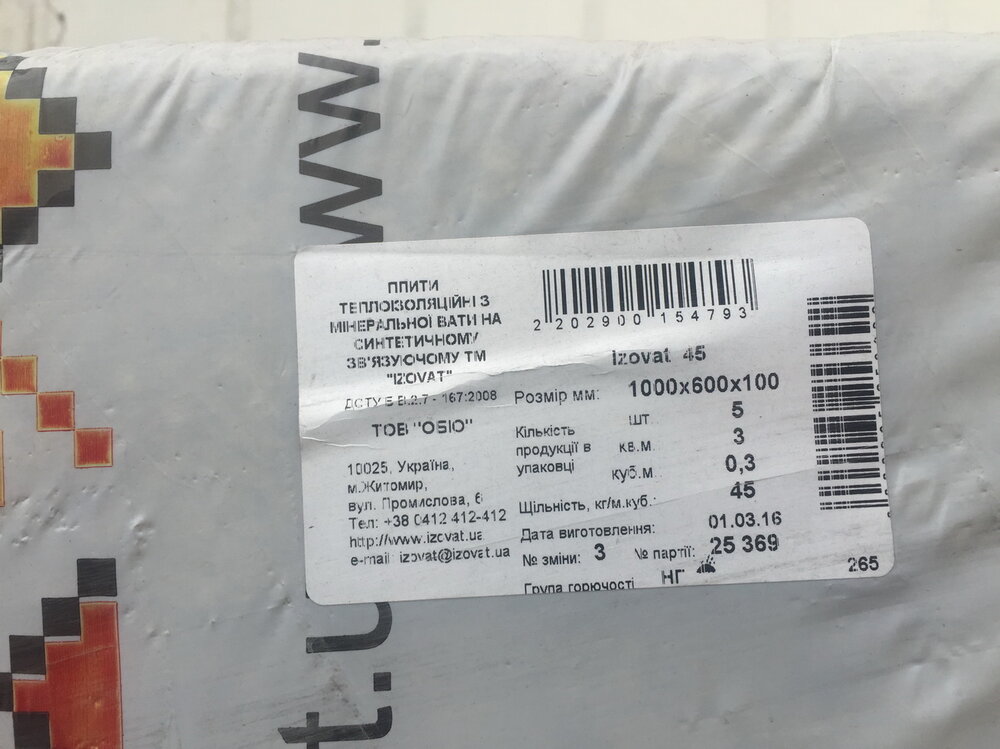 www.
ПЛИТИ
ТЕПЛОІЗОЛЯЦІЙНІ З
МІНЕРАЛЬНОЇ ВАТИ НА
СИНТЕТИЧНОМУ
ЗВ'ЯЗУЮЧОМУ ТМ
"IZOVAT"
ДСТУ Б В.2.7 - 167:2008
ТОВ "ОБІО"
10025, Україна,
м.Житомир,
вул. Промислова, 6
Тел: +38 0412 412-412
http://www.izovat.ua
e-mail: izovat@izovat.ua
2 202900 154793
Izovat 45
Розмір мм: 1000x600x100
Кількість продукції в упаковці
шт. 5
кв.м. 3
куб.м. 0,3
Щільність, кг/м.куб.: 45
Дата виготовлення: 01.03.16
№ зміни: 3 № партії: 25 369
Група горючості НГ
265
t.u